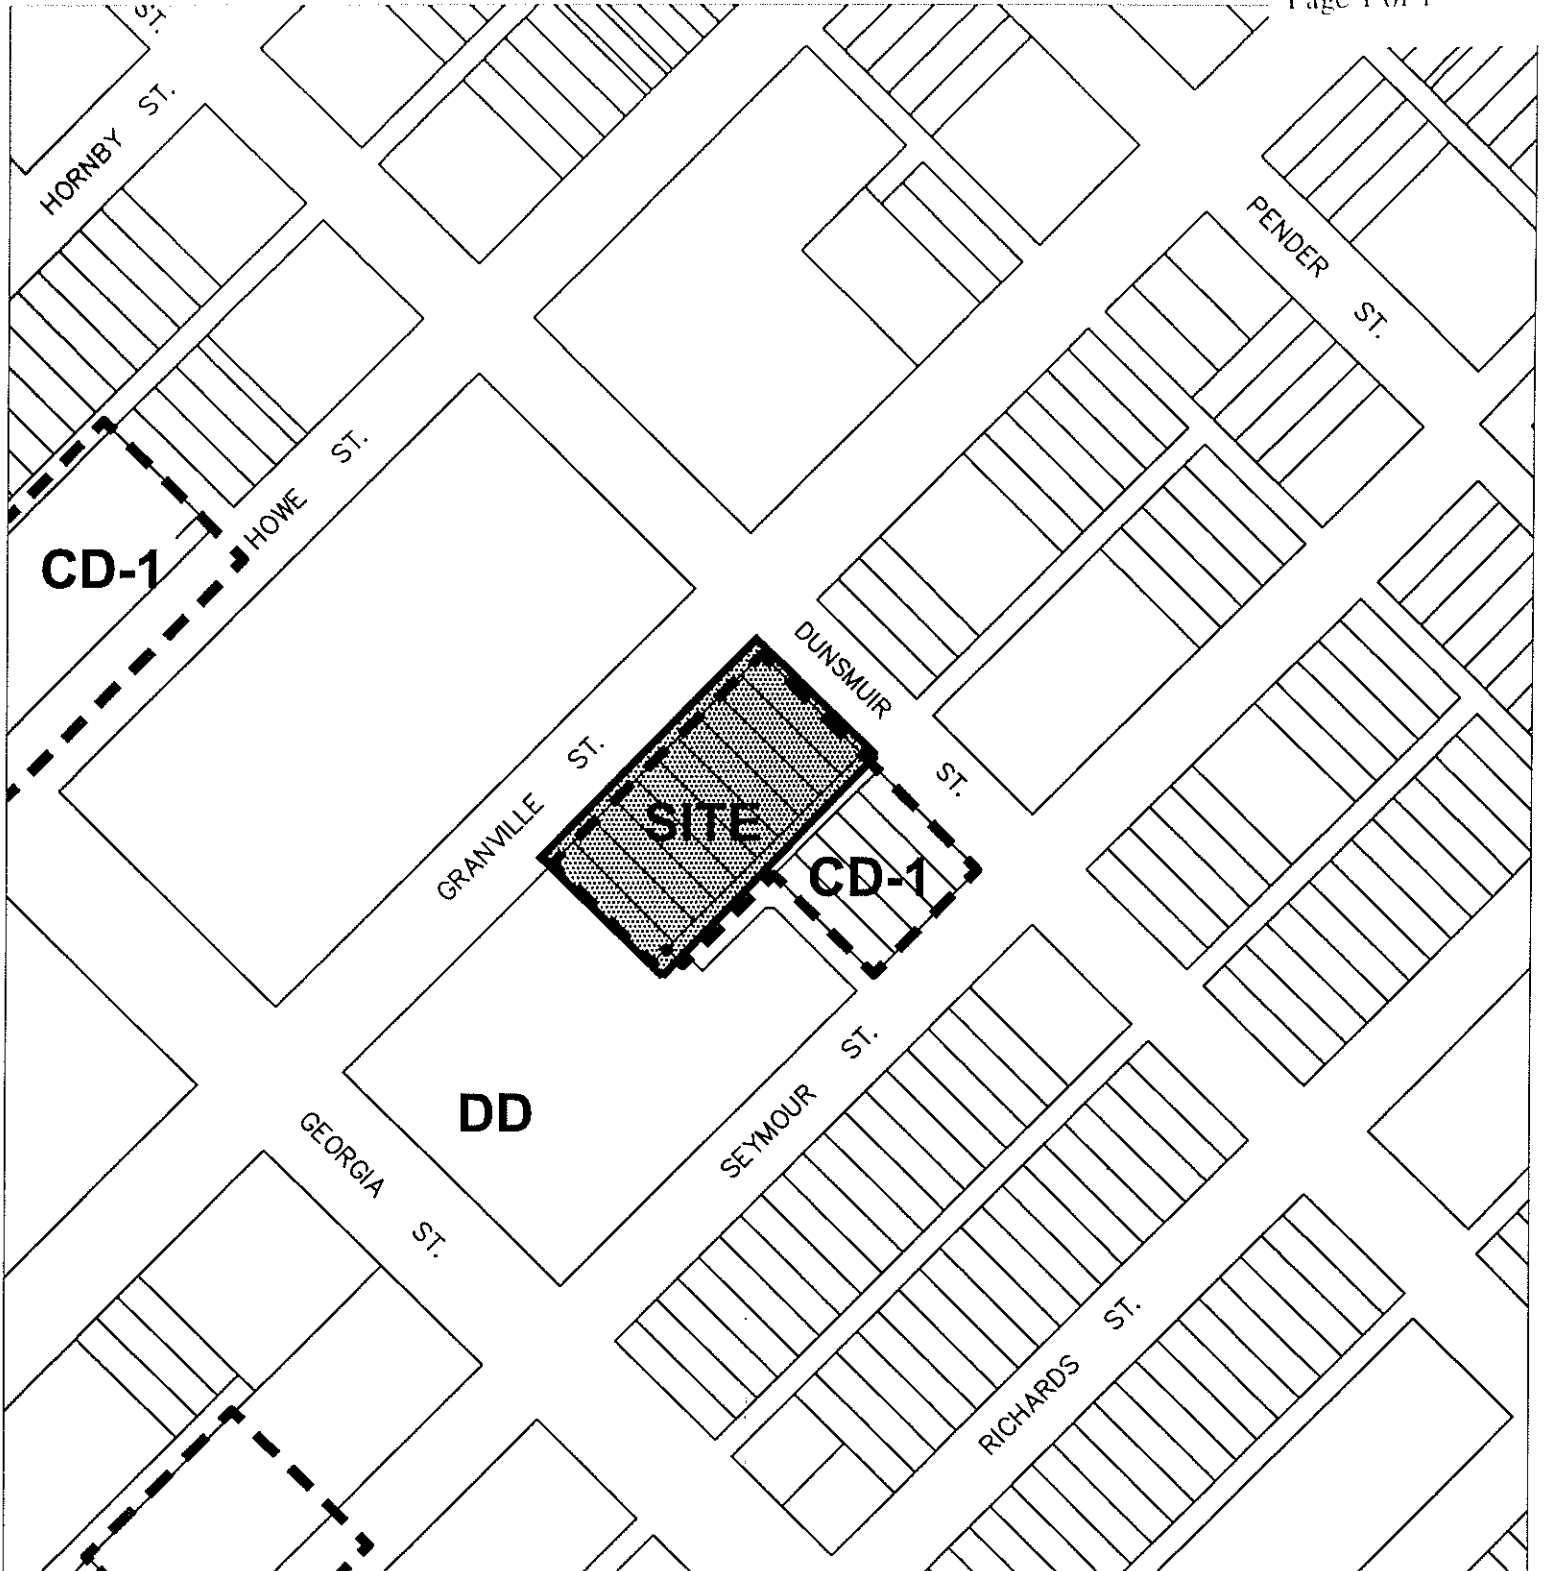 Page 1 of 1
ST.
HORNBY ST.
PENDER ST.
HOWE ST.
CD-1
DUNSMUIR ST.
GRANVILLE ST.
SITE
CD-1
DD
SEYMOUR ST.
GEORGIA ST.
RICHARDS ST.